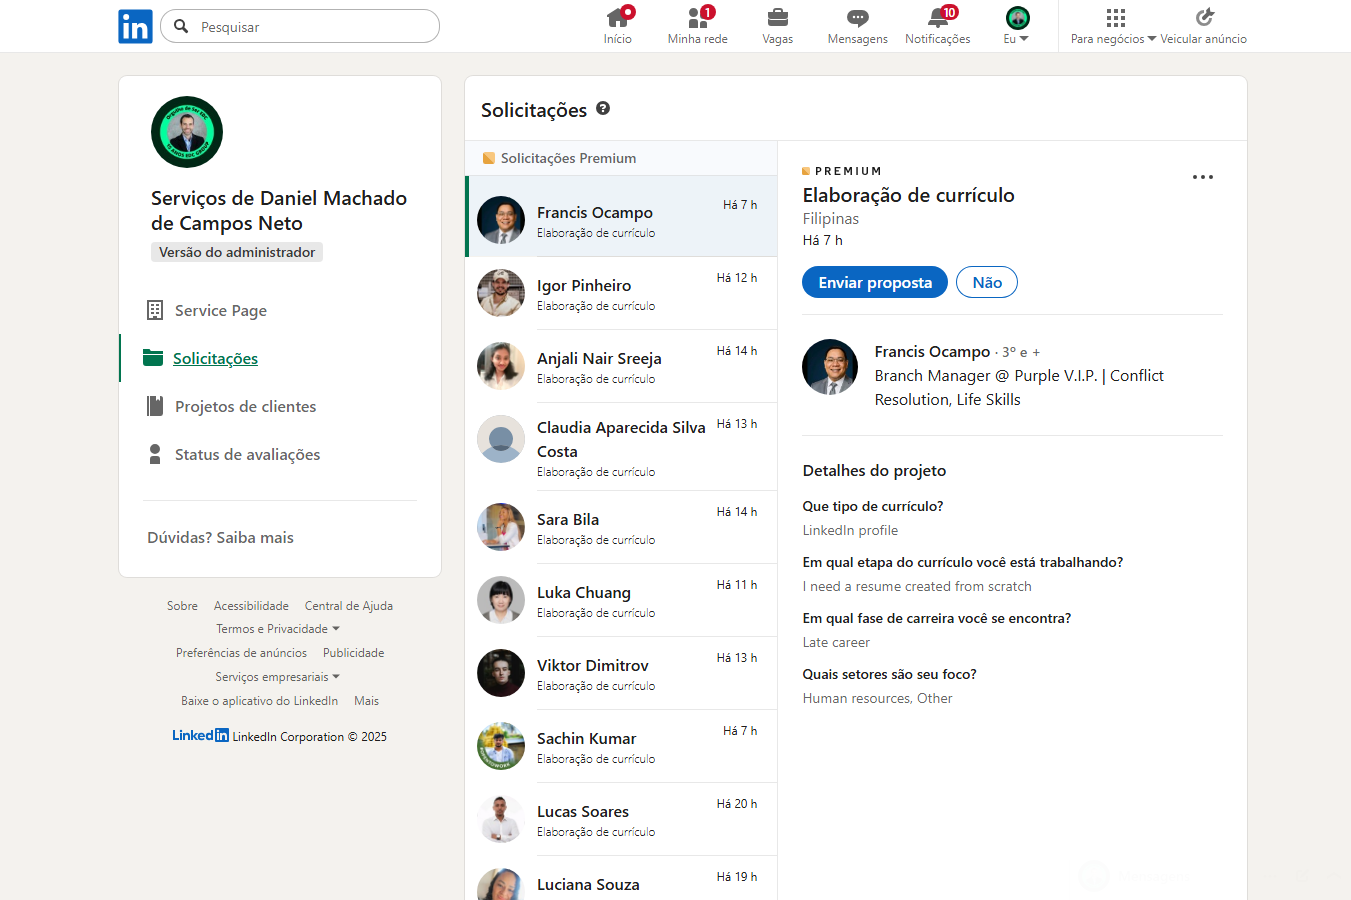 in
Pesquisar
Início
1
Minha rede
Vagas
Mensagens
10
Notificações
Eu
Para negócios
Veicular anúncio
Serviços de Daniel Machado
de Campos Neto
Versão do administrador
Service Page
Solicitações
Projetos de clientes
Status de avaliações
Dúvidas? Saiba mais
Sobre
Acessibilidade
Central de Ajuda
Termos e Privacidade
Preferências de anúncios
Publicidade
Serviços empresariais
Baixe o aplicativo do LinkedIn
Mais
LinkedIn LinkedIn Corporation © 2025
Solicitações
Solicitações Premium
Francis Ocampo
Há 7 h
Elaboração de currículo
Igor Pinheiro
Há 12 h
Elaboração de currículo
Anjali Nair Sreeja
Há 14 h
Elaboração de currículo
Claudia Aparecida Silva
Costa
Há 13 h
Elaboração de currículo
Sara Bila
Há 14 h
Elaboração de currículo
Luka Chuang
Há 11 h
Elaboração de currículo
Viktor Dimitrov
Há 13 h
Elaboração de currículo
Sachin Kumar
Há 7 h
Elaboração de currículo
Lucas Soares
Há 20 h
Elaboração de currículo
Luciana Souza
Há 19 h
PREMIUM
Elaboração de currículo
Filipinas
Há 7 h
Enviar proposta
Não
Francis Ocampo · 3º e +
Branch Manager @ Purple V.I.P. | Conflict
Resolution, Life Skills
Detalhes do projeto
Que tipo de currículo?
LinkedIn profile
Em qual etapa do currículo você está trabalhando?
I need a resume created from scratch
Em qual fase de carreira você se encontra?
Late career
Quais setores são seu foco?
Human resources, Other